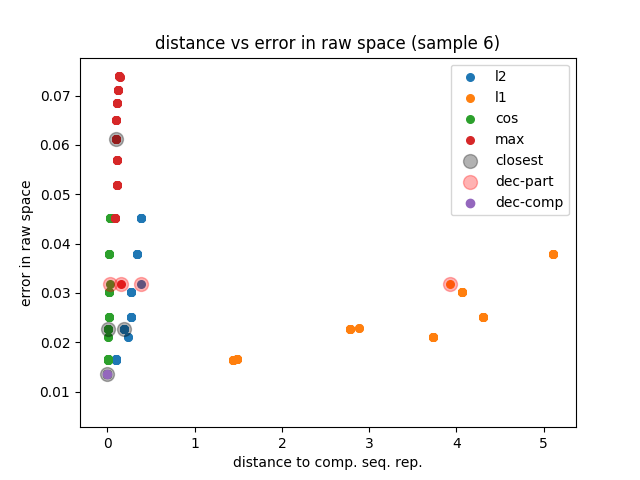 distance vs error in raw space (sample 6)
l2
l1
cos
max
closest
dec-part
dec-comp
error in raw space
0.07
0.06
0.05
0.04
0.03
0.02
0.01
0 1 2 3 4 5
distance to comp. seq. rep.